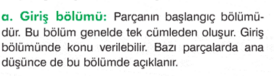 a. Giriş bölümü: Parçanın başlangıç bölümü-
dür. Bu bölüm genelde tek cümleden oluşur. Giriş
bölümünde konu verilebilir. Bazı parçalarda ana
düşünce de bu bölümde açıklanır.